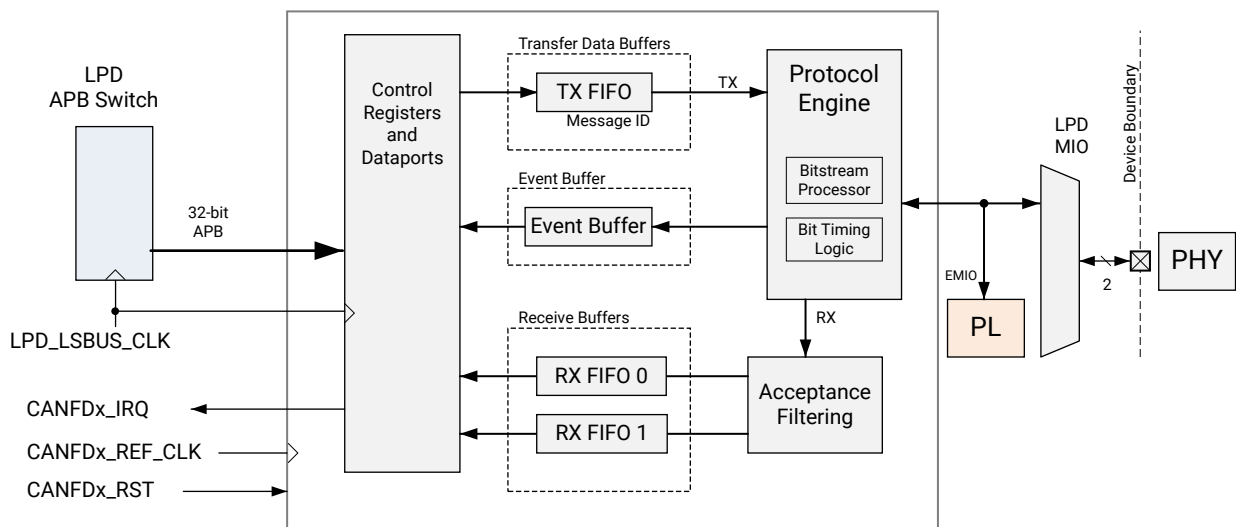 LPD
APB Switch
32-bit
APB
LPD_LSBUS_CLK
CANFDx_IRQ
CANFDx_REF_CLK
CANFDx_RST
Control
Registers
and
Dataports
Transfer Data Buffers
TX FIFO
Message ID
TX
Event Buffer
Event Buffer
Receive Buffers
RX FIFO 0
RX FIFO 1
Protocol
Engine
Bitstream
Processor
Bit Timing
Logic
RX
Acceptance
Filtering
EMIO
PL
LPD
MIO
2
Device Boundary
PHY